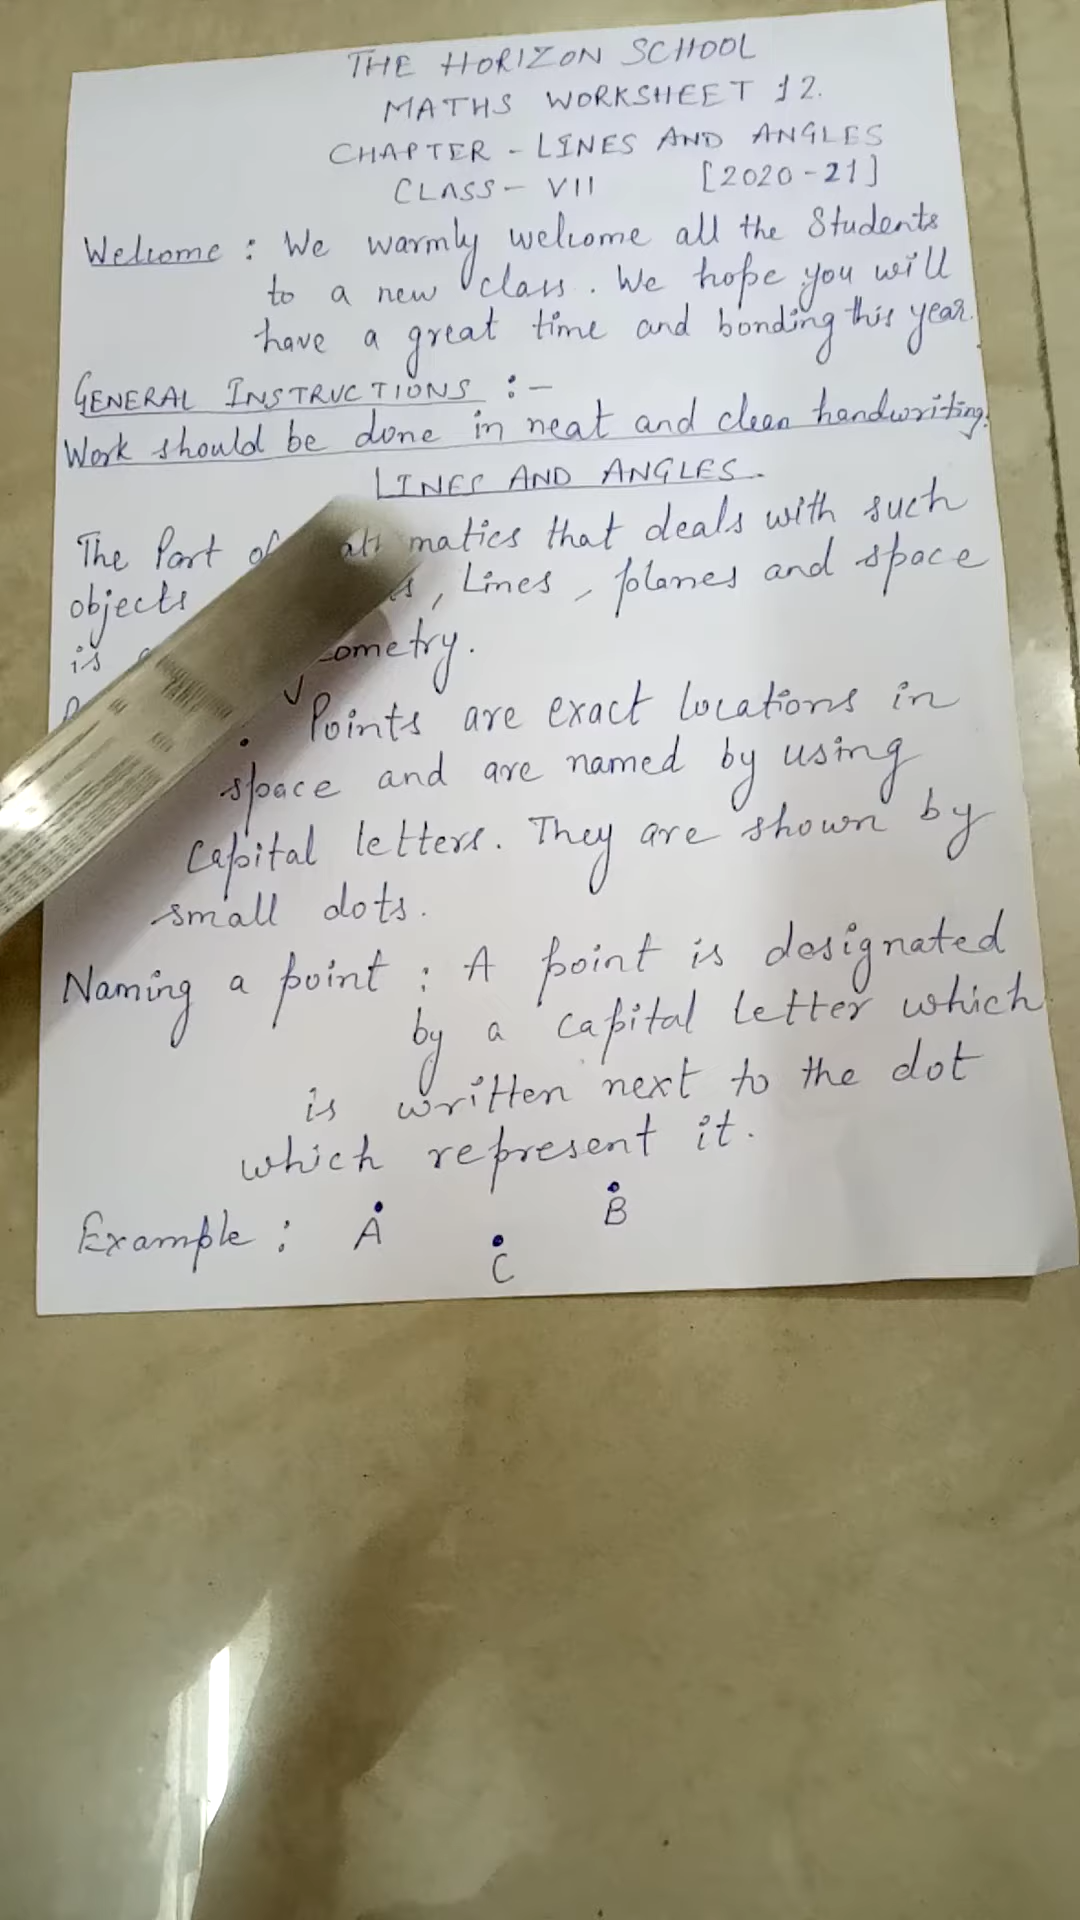 THE HORIZON SCHOOL
MATHS WORKSHEET 12.
CHAPTER - LINES AND ANGLES
CLASS - VII [2020-21]
Welcome : We warmly welcome all the Students
to a new class. We hope you will
have a great time and bonding this year.
GENERAL INSTRUCTIONS :-
Work should be done in neat and clean handwriting.
LINES AND ANGLES.
The Part of matics that deals with such
objects , Lines, planes and space
is ometry.
Points are exact locations in
space and are named by using
capital letters. They are shown by
small dots.
Naming a point : A point is designated
by a capital letter which
is written next to the dot
which represent it.
Example : A B
C